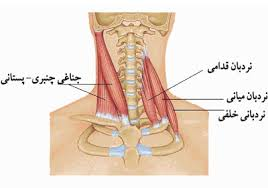 نردبان قدامی
جناغی چنبری- پستانی
نردبان میانی
نردبانی خلفی